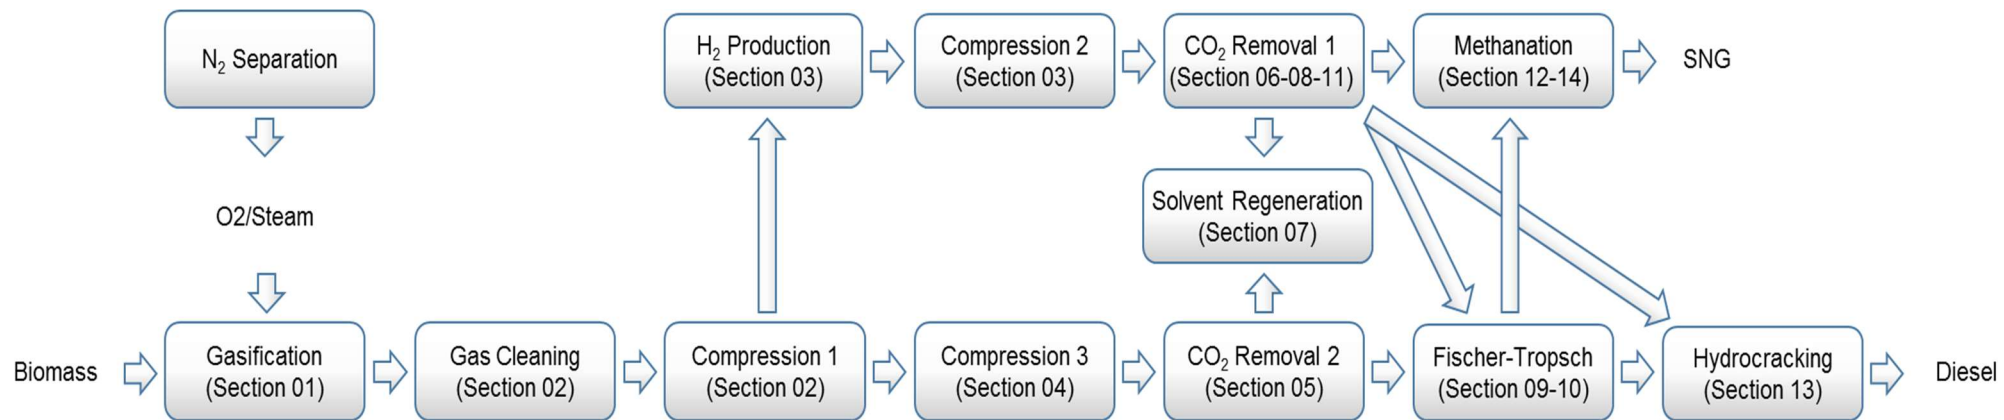 N₂ Separation
H₂ Production
(Section 03)
Compression 2
(Section 03)
CO₂ Removal 1
(Section 06-08-11)
Methanation
(Section 12-14)
SNG
O2/Steam
Solvent Regeneration
(Section 07)
Biomass
Gasification
(Section 01)
Gas Cleaning
(Section 02)
Compression 1
(Section 02)
Compression 3
(Section 04)
CO₂ Removal 2
(Section 05)
Fischer-Tropsch
(Section 09-10)
Hydrocracking
(Section 13)
Diesel